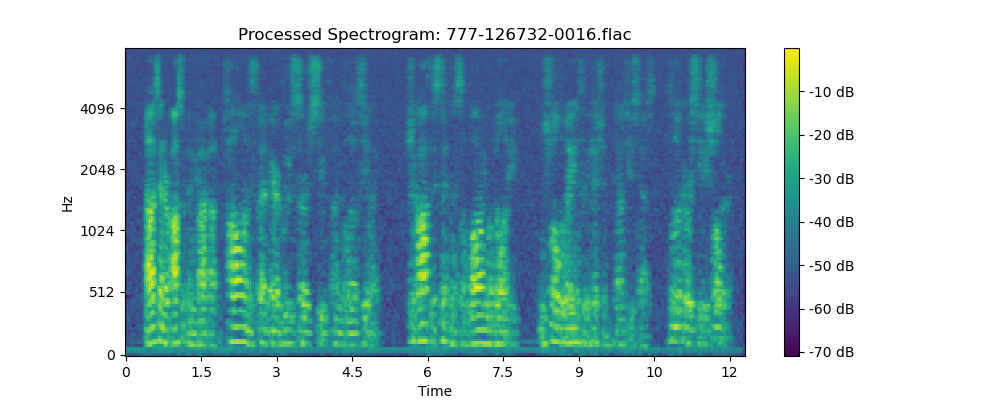 Processed Spectrogram: 777-126732-0016.flac
Hz
4096
2048
1024
512
0
0 1.5 3 4.5 6 7.5 9 10 12
Time
-10 dB
-20 dB
-30 dB
-40 dB
-50 dB
-60 dB
-70 dB